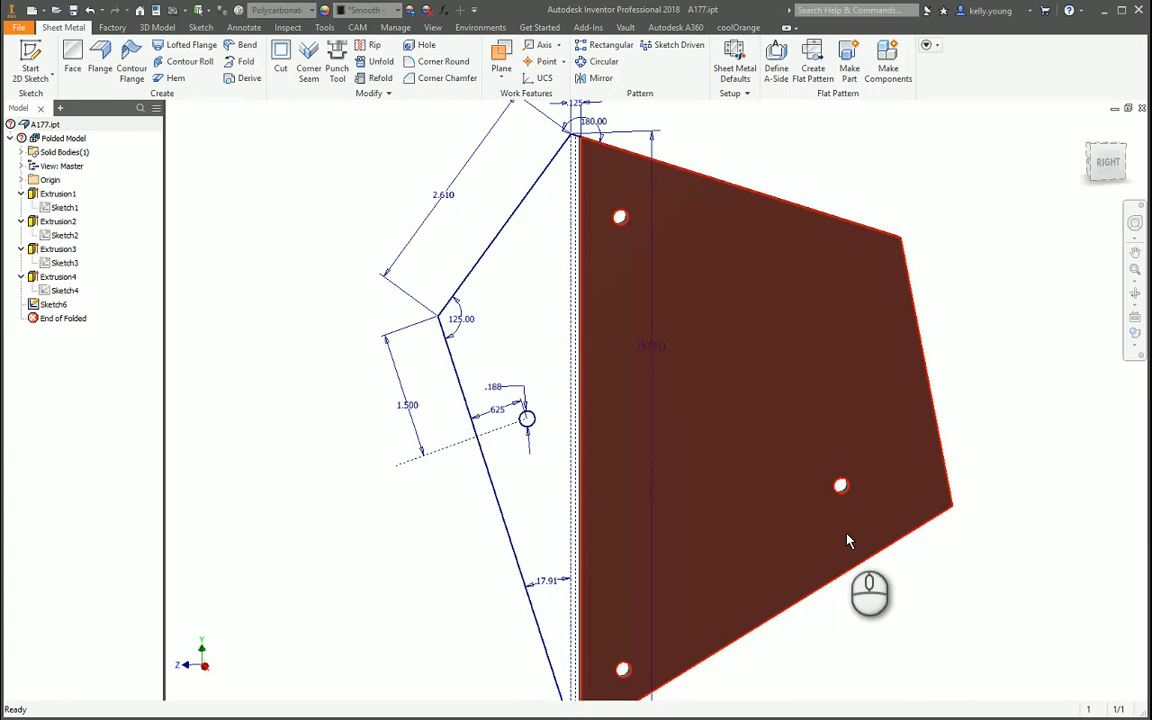 Polycarbonat
"Smooth -
Autodesk Inventor Professional 2018 A177.ipt
Search Help & Commands...
kelly.young
File
Sheet Metal
Factory
3D Model
Sketch
Annotate
Inspect
Tools
Manage
View
Environments
Get Started
Add-Ins
Vault
Autodesk A360
CAM
coolOrange
Start
2D Sketch
Face
Flange
Contour
Flange
Lofted Flange
Contour Roll
Hem
Bend
Fold
Derive
Cut
Corner
Seam
Punch
Tool
Rip
Unfold
Refold
Hole
Corner Round
Corner Chamfer
Plane
Axis
Point
UCS
Rectangular
Circular
Mirror
Sketch Driven
Sheet Metal
Defaults
Define
A-Side
Create
Flat Pattern
Make
Part
Make
Components
Sketch
Create
Modify
Work Features
Pattern
Setup
Flat Pattern
Model
A177.ipt
Folded Model
Solid Bodies(1)
View: Master
Origin
Extrusion1
Sketch1
Extrusion2
Sketch2
Extrusion3
Sketch3
Extrusion4
Sketch4
Sketch6
End of Folded
.125
180.00
2.610
125.00
.188
.625
1.500
17.91
RIGHT
Y
Z
Ready
1
1/1